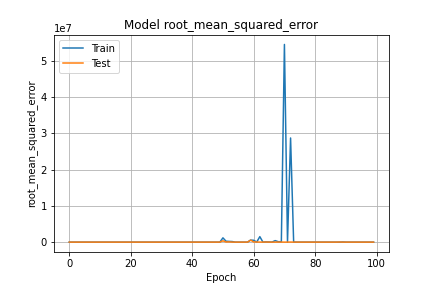 Model root_mean_squared_error
1e7
Train
Test
5
4
3
2
1
0
root_mean_squared_error
0 20 40 60 80 100
Epoch